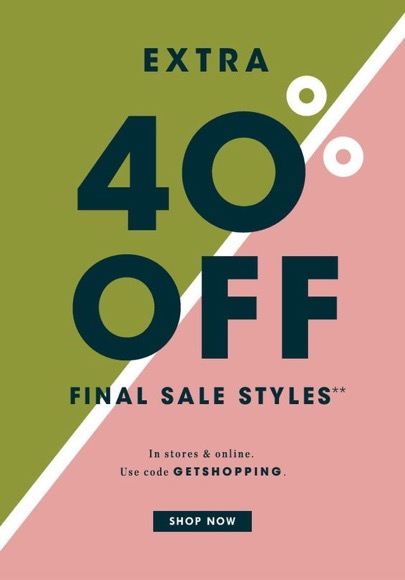 EXTRA
40%
OFF
FINAL SALE STYLES**
In stores & online.
Use code GETSHOPPING.
SHOP NOW